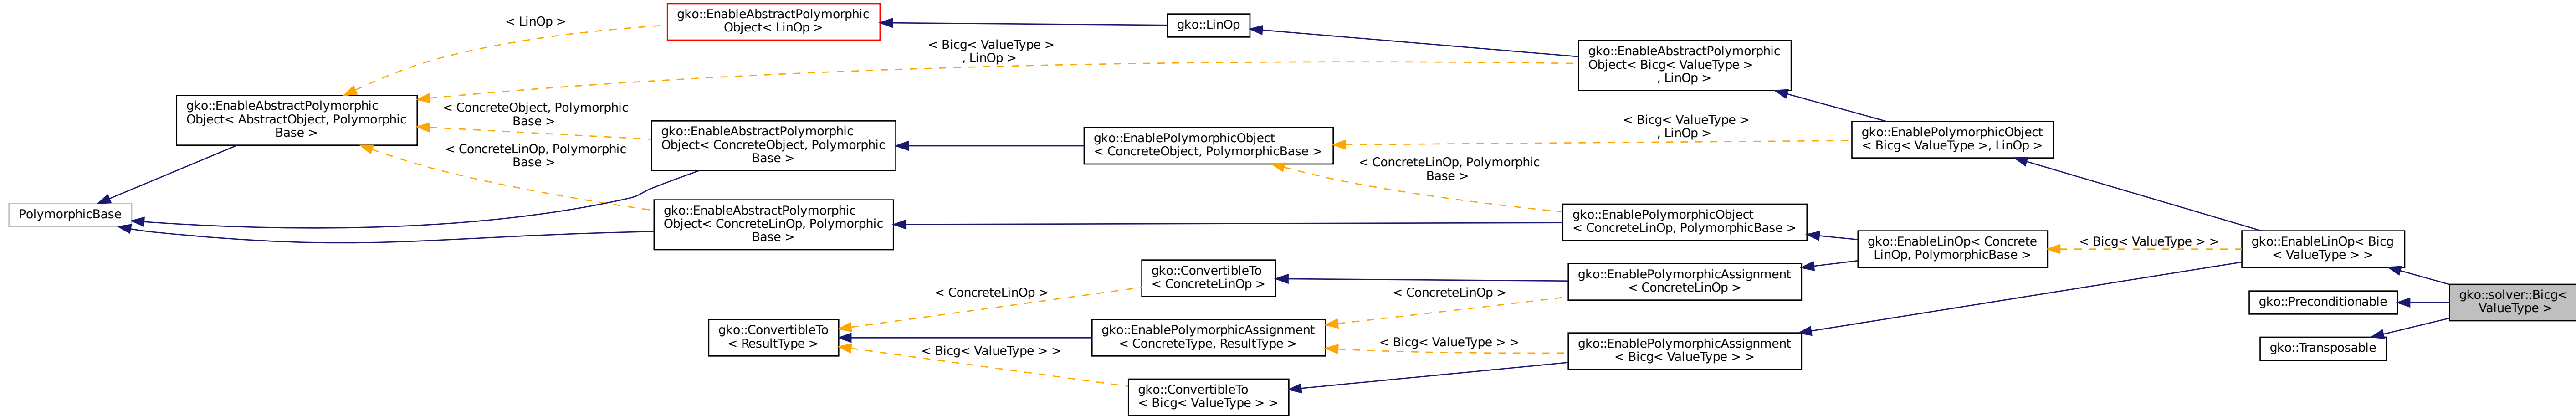 PolymorphicBase
gko::EnableAbstractPolymorphic
Object< AbstractObject, Polymorphic
Base >
< LinOp >
< Bicg< ValueType >
, LinOp >
< ConcreteObject, Polymorphic
Base >
< ConcreteLinOp, Polymorphic
Base >
gko::EnableAbstractPolymorphic
Object< LinOp >
gko::EnableAbstractPolymorphic
Object< ConcreteObject, Polymorphic
Base >
gko::EnableAbstractPolymorphic
Object< ConcreteLinOp, Polymorphic
Base >
gko::ConvertibleTo
< ResultType >
< ConcreteLinOp >
< Bicg< ValueType > >
gko::LinOp
gko::EnablePolymorphicObject
< ConcreteObject, PolymorphicBase >
gko::ConvertibleTo
< ConcreteLinOp >
gko::EnablePolymorphicAssignment
< ConcreteType, ResultType >
gko::ConvertibleTo
< Bicg< ValueType > >
< Bicg< ValueType >
, LinOp >
< ConcreteLinOp, Polymorphic
Base >
< ConcreteLinOp >
< Bicg< ValueType > >
gko::EnableAbstractPolymorphic
Object< Bicg< ValueType >
, LinOp >
gko::EnablePolymorphicObject
< ConcreteLinOp, PolymorphicBase >
gko::EnablePolymorphicAssignment
< ConcreteLinOp >
gko::EnablePolymorphicAssignment
< Bicg< ValueType > >
gko::EnablePolymorphicObject
< Bicg< ValueType >, LinOp >
gko::EnableLinOp< Concrete
LinOp, PolymorphicBase >
< Bicg< ValueType > >
gko::EnableLinOp< Bicg
< ValueType > >
gko::Preconditionable
gko::Transposable
gko::solver::Bicg<
ValueType >